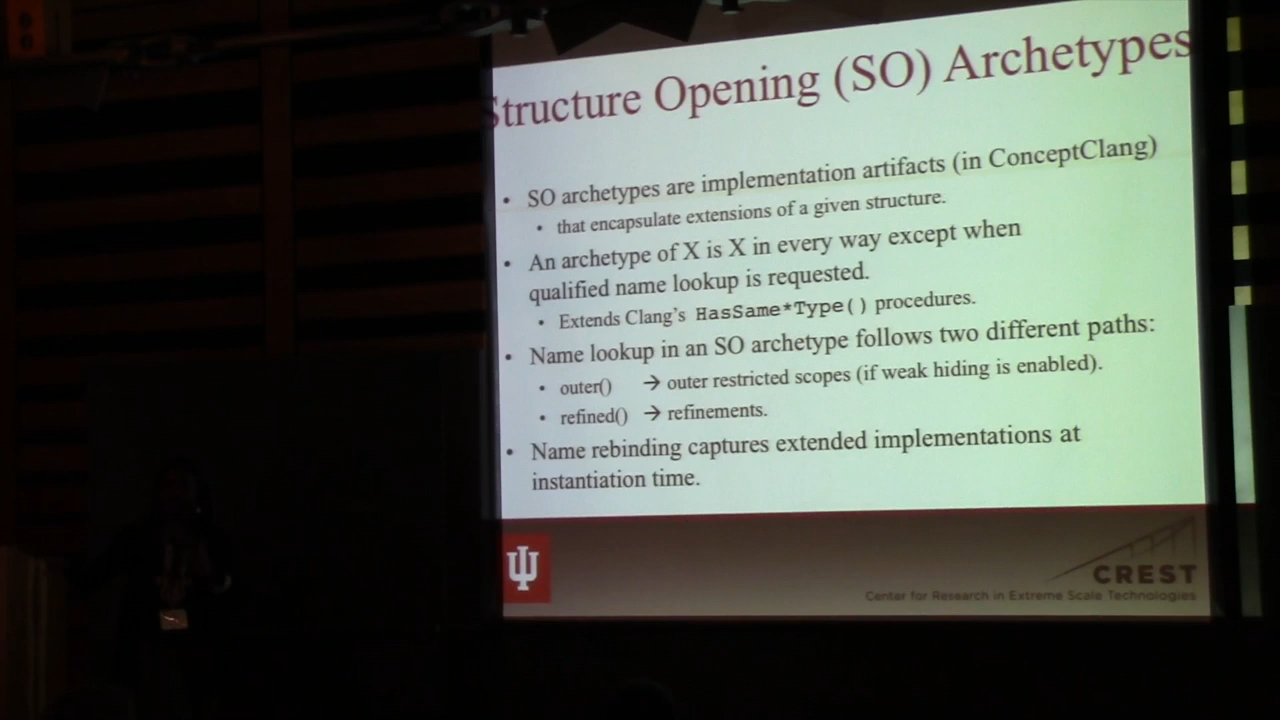 Structure Opening (SO) Archetypes
• SO archetypes are implementation artifacts (in ConceptClang)
• that encapsulate extensions of a given structure.
• An archetype of X is X in every way except when
qualified name lookup is requested.
• Extends Clang's HasSame*Type() procedures.
• Name lookup in an SO archetype follows two different paths:
• outer() → outer restricted scopes (if weak hiding is enabled).
• refined() → refinements.
• Name rebinding captures extended implementations at
instantiation time.
CREST
Center for Research in Extreme Scale Technologies